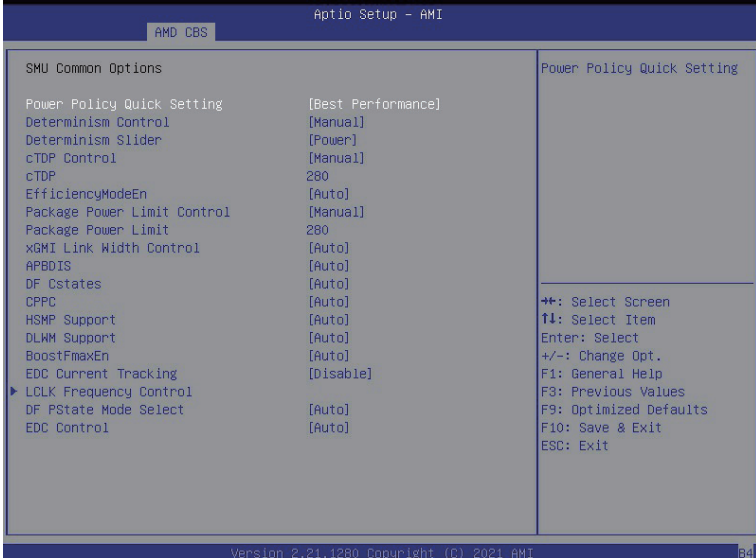 Aptio Setup – AMI
AMD CBS
SMU Common Options
Power Policy Quick Setting [Best Performance]
Determinism Control [Manual]
Determinism Slider [Power]
cTDP Control [Manual]
cTDP 280
EfficiencyModeEn [Auto]
Package Power Limit Control [Manual]
Package Power Limit 280
xGMI Link Width Control [Auto]
APBDIS [Auto]
DF Cstates [Auto]
CPPC [Auto]
HSMP Support [Auto]
DLWM Support [Auto]
BoostFmaxEn [Auto]
EDC Current Tracking [Disable]
LCLK Frequency Control
DF PState Mode Select [Auto]
EDC Control [Auto]
Power Policy Quick Setting
→←: Select Screen
↑↓: Select Item
Enter: Select
+/-: Change Opt.
F1: General Help
F3: Previous Values
F9: Optimized Defaults
F10: Save & Exit
ESC: Exit
Version 2.21.1280 Copyright (C) 2021 AMI
B4